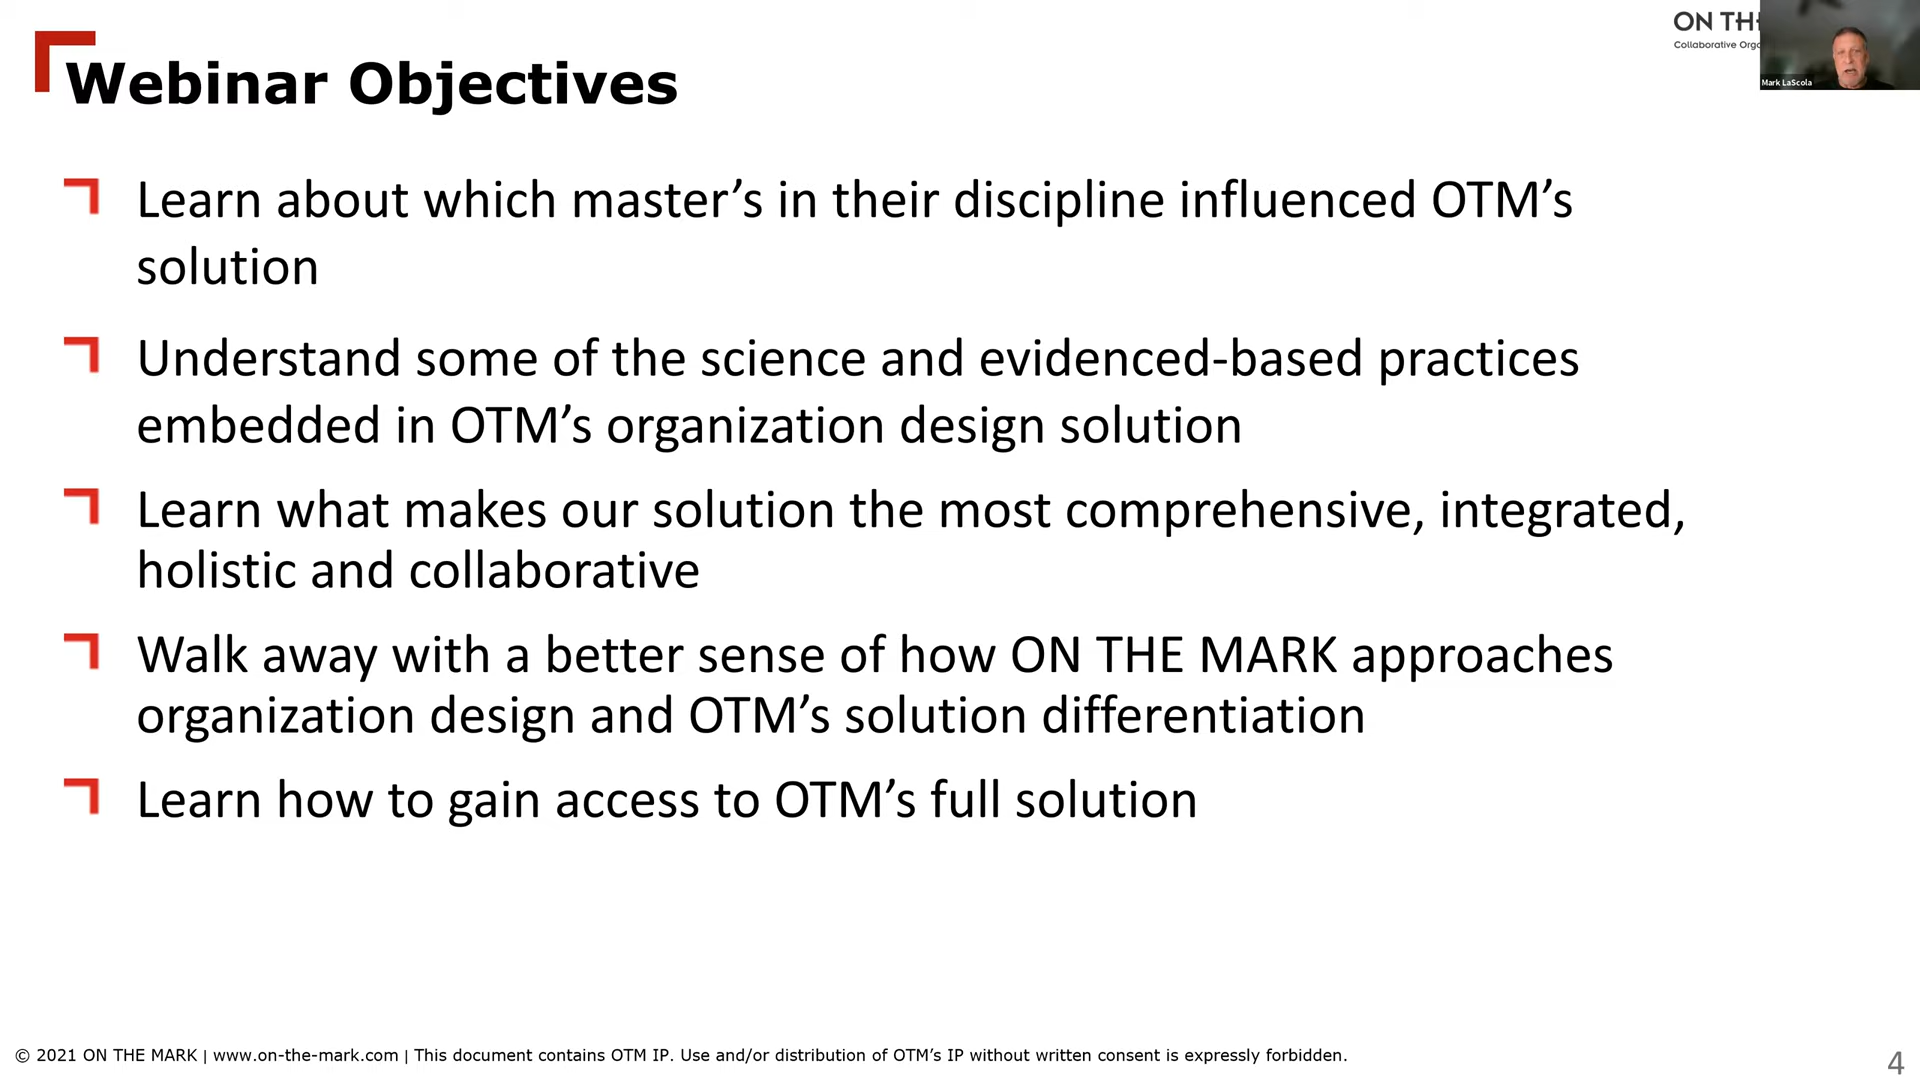 ON TH
Collaborative Orga
Mark LaScola
Webinar Objectives
Learn about which master’s in their discipline influenced OTM’s
solution
Understand some of the science and evidenced-based practices
embedded in OTM’s organization design solution
Learn what makes our solution the most comprehensive, integrated,
holistic and collaborative
Walk away with a better sense of how ON THE MARK approaches
organization design and OTM’s solution differentiation
Learn how to gain access to OTM’s full solution
© 2021 ON THE MARK | www.on-the-mark.com | This document contains OTM IP. Use and/or distribution of OTM’s IP without written consent is expressly forbidden.
4